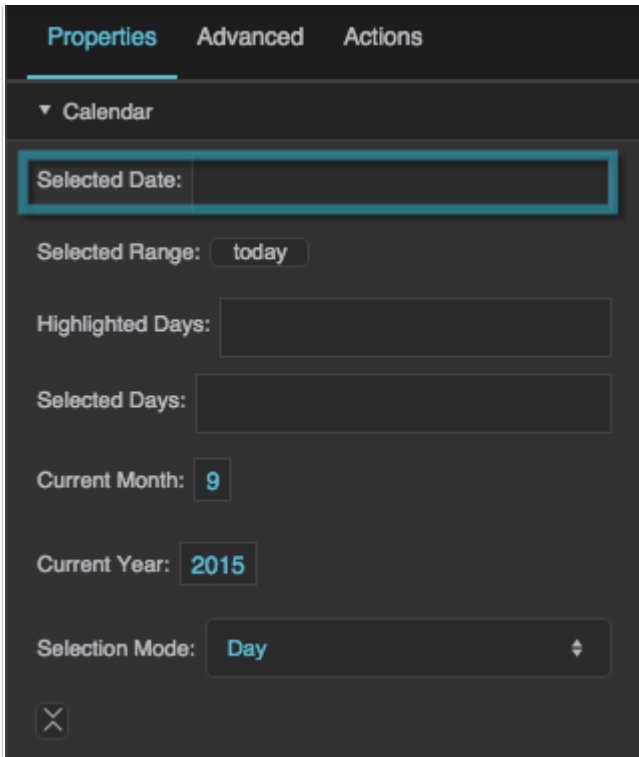 Properties Advanced Actions
Calendar
Selected Date:
Selected Range: today
Highlighted Days:
Selected Days:
Current Month: 9
Current Year: 2015
Selection Mode: Day